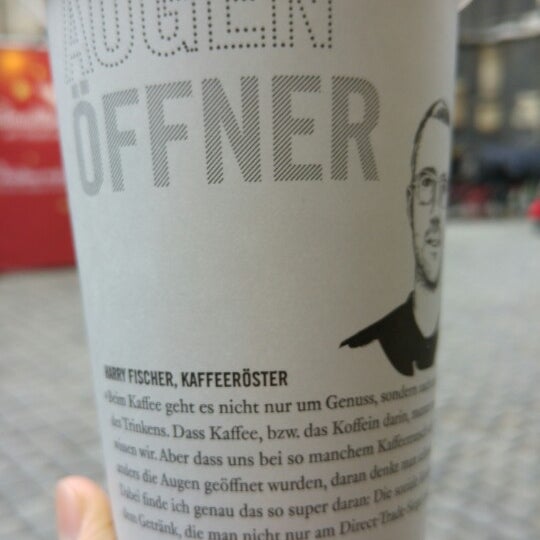 AUGEN
ÖFFNER
HARRY FISCHER, KAFFEERÖSTER
Beim Kaffee geht es nicht nur um Genuss, sondern
des Trinkens. Dass Kaffee, bzw. das Koffein darin,
wissen wir. Aber dass uns bei so manchem
anders die Augen geöffnet wurden, daran denkt man
Dabei finde ich genau das so super daran: Die
dem Getränk, die man nicht nur am Direct-Trade-